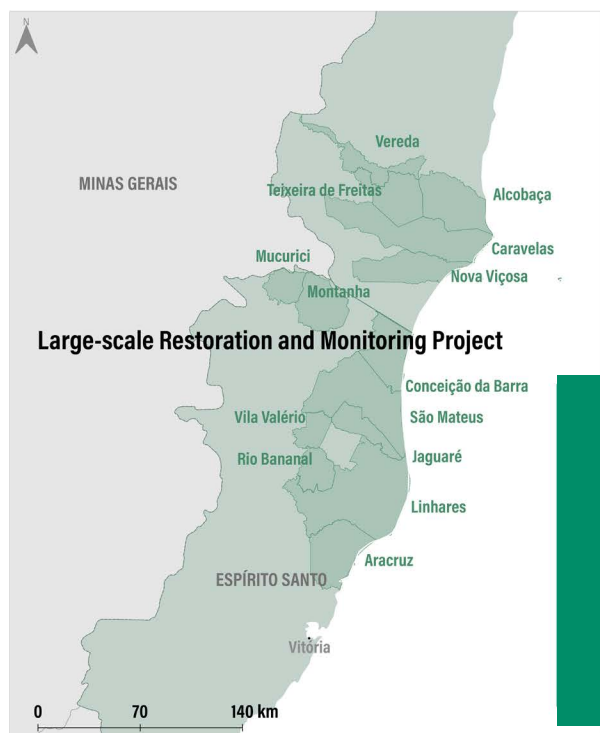 N
Vereda
MINAS GERAIS
Teixeira de Freitas
Alcobaça
Caravelas
Mucurici
Nova Viçosa
Montanha
Large-scale Restoration and Monitoring Project
Conceição da Barra
Vila Valério
São Mateus
Rio Bananal
Jaguaré
Linhares
Aracruz
ESPÍRITO SANTO
Vitória
0 70 140 km